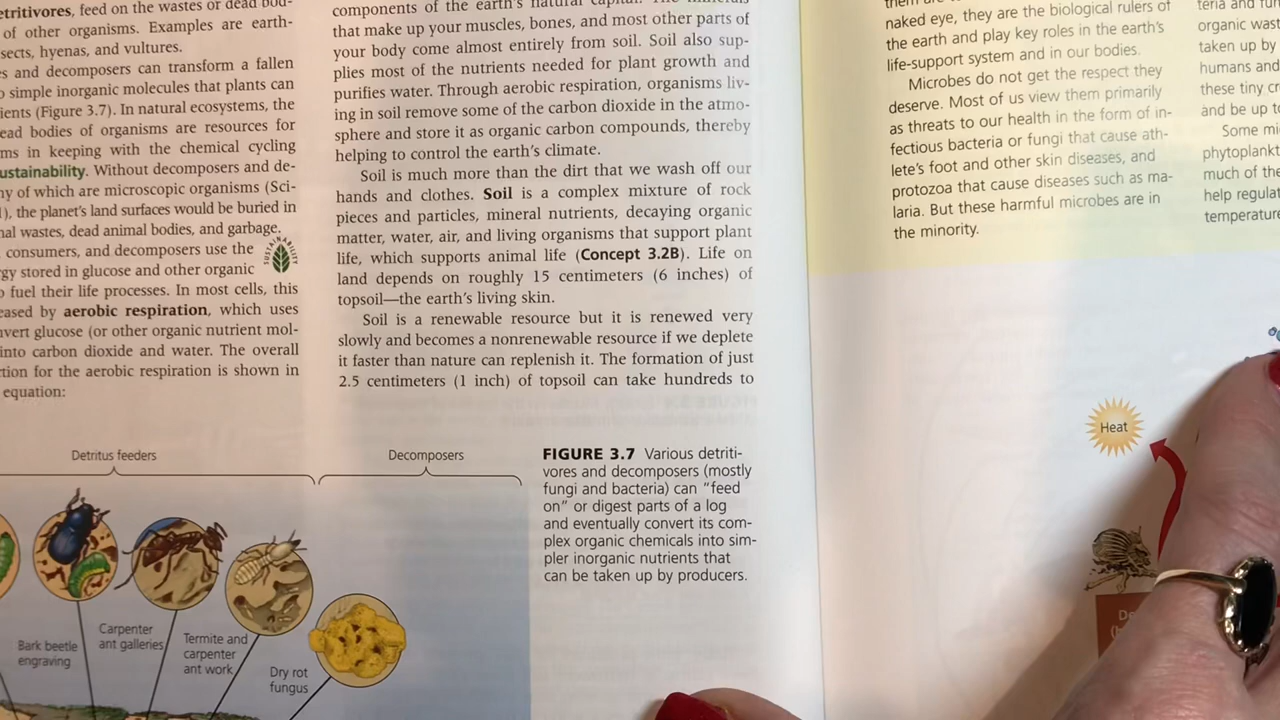 etritivores, feed on the wastes or dead bod-
of other organisms. Examples are earth-
sects, hyenas, and vultures.
s and decomposers can transform a fallen
o simple inorganic molecules that plants can
ients (Figure 3.7). In natural ecosystems, the
ead bodies of organisms are resources for
ms in keeping with the chemical cycling
ustainability. Without decomposers and de-
ny of which are microscopic organisms (Sci-
), the planet's land surfaces would be buried in
nal wastes, dead animal bodies, and garbage.
consumers, and decomposers use the
rgy stored in glucose and other organic
o fuel their life processes. In most cells, this
eased by aerobic respiration, which uses
nvert glucose (or other organic nutrient mol-
into carbon dioxide and water. The overall
ction for the aerobic respiration is shown in
equation:
SUSTAINABILITY
components of the earth's natural capital. The minerals
that make up your muscles, bones, and most other parts of
your body come almost entirely from soil. Soil also sup-
plies most of the nutrients needed for plant growth and
purifies water. Through aerobic respiration, organisms liv-
ing in soil remove some of the carbon dioxide in the atmo-
sphere and store it as organic carbon compounds, thereby
helping to control the earth's climate.
Soil is much more than the dirt that we wash off our
hands and clothes. Soil is a complex mixture of rock
pieces and particles, mineral nutrients, decaying organic
matter, water, air, and living organisms that support plant
life, which supports animal life (Concept 3.2B). Life on
land depends on roughly 15 centimeters (6 inches) of
topsoil—the earth's living skin.
Soil is a renewable resource but it is renewed very
slowly and becomes a nonrenewable resource if we deplete
it faster than nature can replenish it. The formation of just
2.5 centimeters (1 inch) of topsoil can take hundreds to
Detritus feeders
Decomposers
Bark beetle
engraving
Carpenter
ant galleries
Termite and
carpenter
ant work
Dry rot
fungus
FIGURE 3.7 Various detriti-
vores and decomposers (mostly
fungi and bacteria) can "feed
on" or digest parts of a log
and eventually convert its com-
plex organic chemicals into sim-
pler inorganic nutrients that
can be taken up by producers.
naked eye, they are the biological rulers of
the earth and play key roles in the earth's
life-support system and in our bodies.
Microbes do not get the respect they
deserve. Most of us view them primarily
as threats to our health in the form of in-
fectious bacteria or fungi that cause ath-
lete's foot and other skin diseases, and
protozoa that cause diseases such as ma-
laria. But these harmful microbes are in
the minority.
teria and fun
organic wast
taken up by
humans and
these tiny cr
and be up to
Some mi
phytoplankt
much of the
help regulat
temperature
Heat